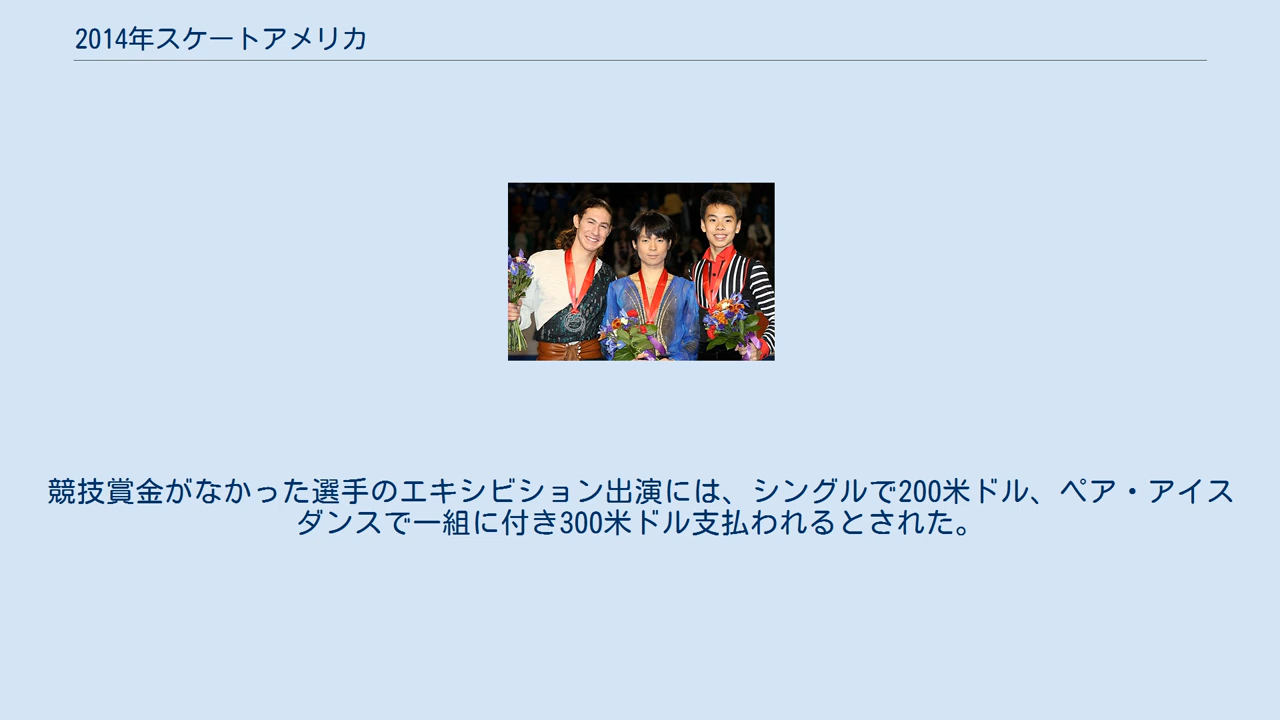 2014年スケートアメリカ
競技賞金がなかった選手のエキシビション出演には、シングルで200米ドル、ペア・アイス
ダンスで一組に付き300米ドル支払われるとされた。